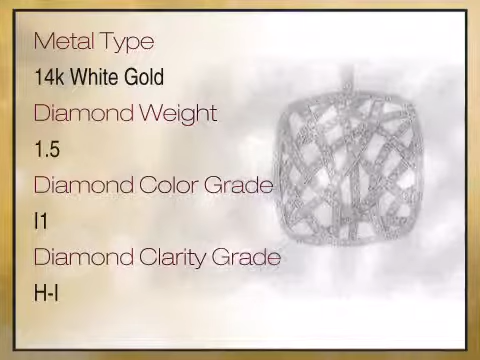 Metal Type
14k White Gold
Diamond Weight
1.5
Diamond Color Grade
I1
Diamond Clarity Grade
H-I